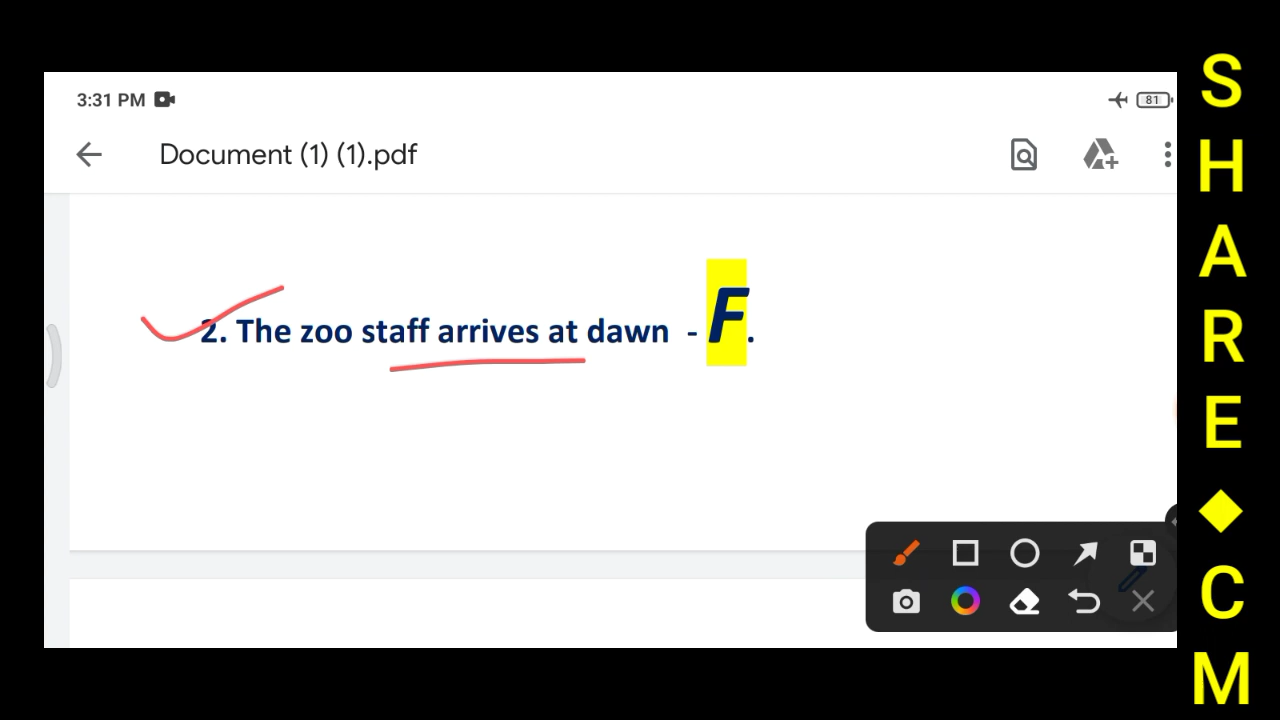 3:31 PM
81
Document (1) (1).pdf
2. The zoo staff arrives at dawn - F.
S
H
A
R
E
◆
C
M